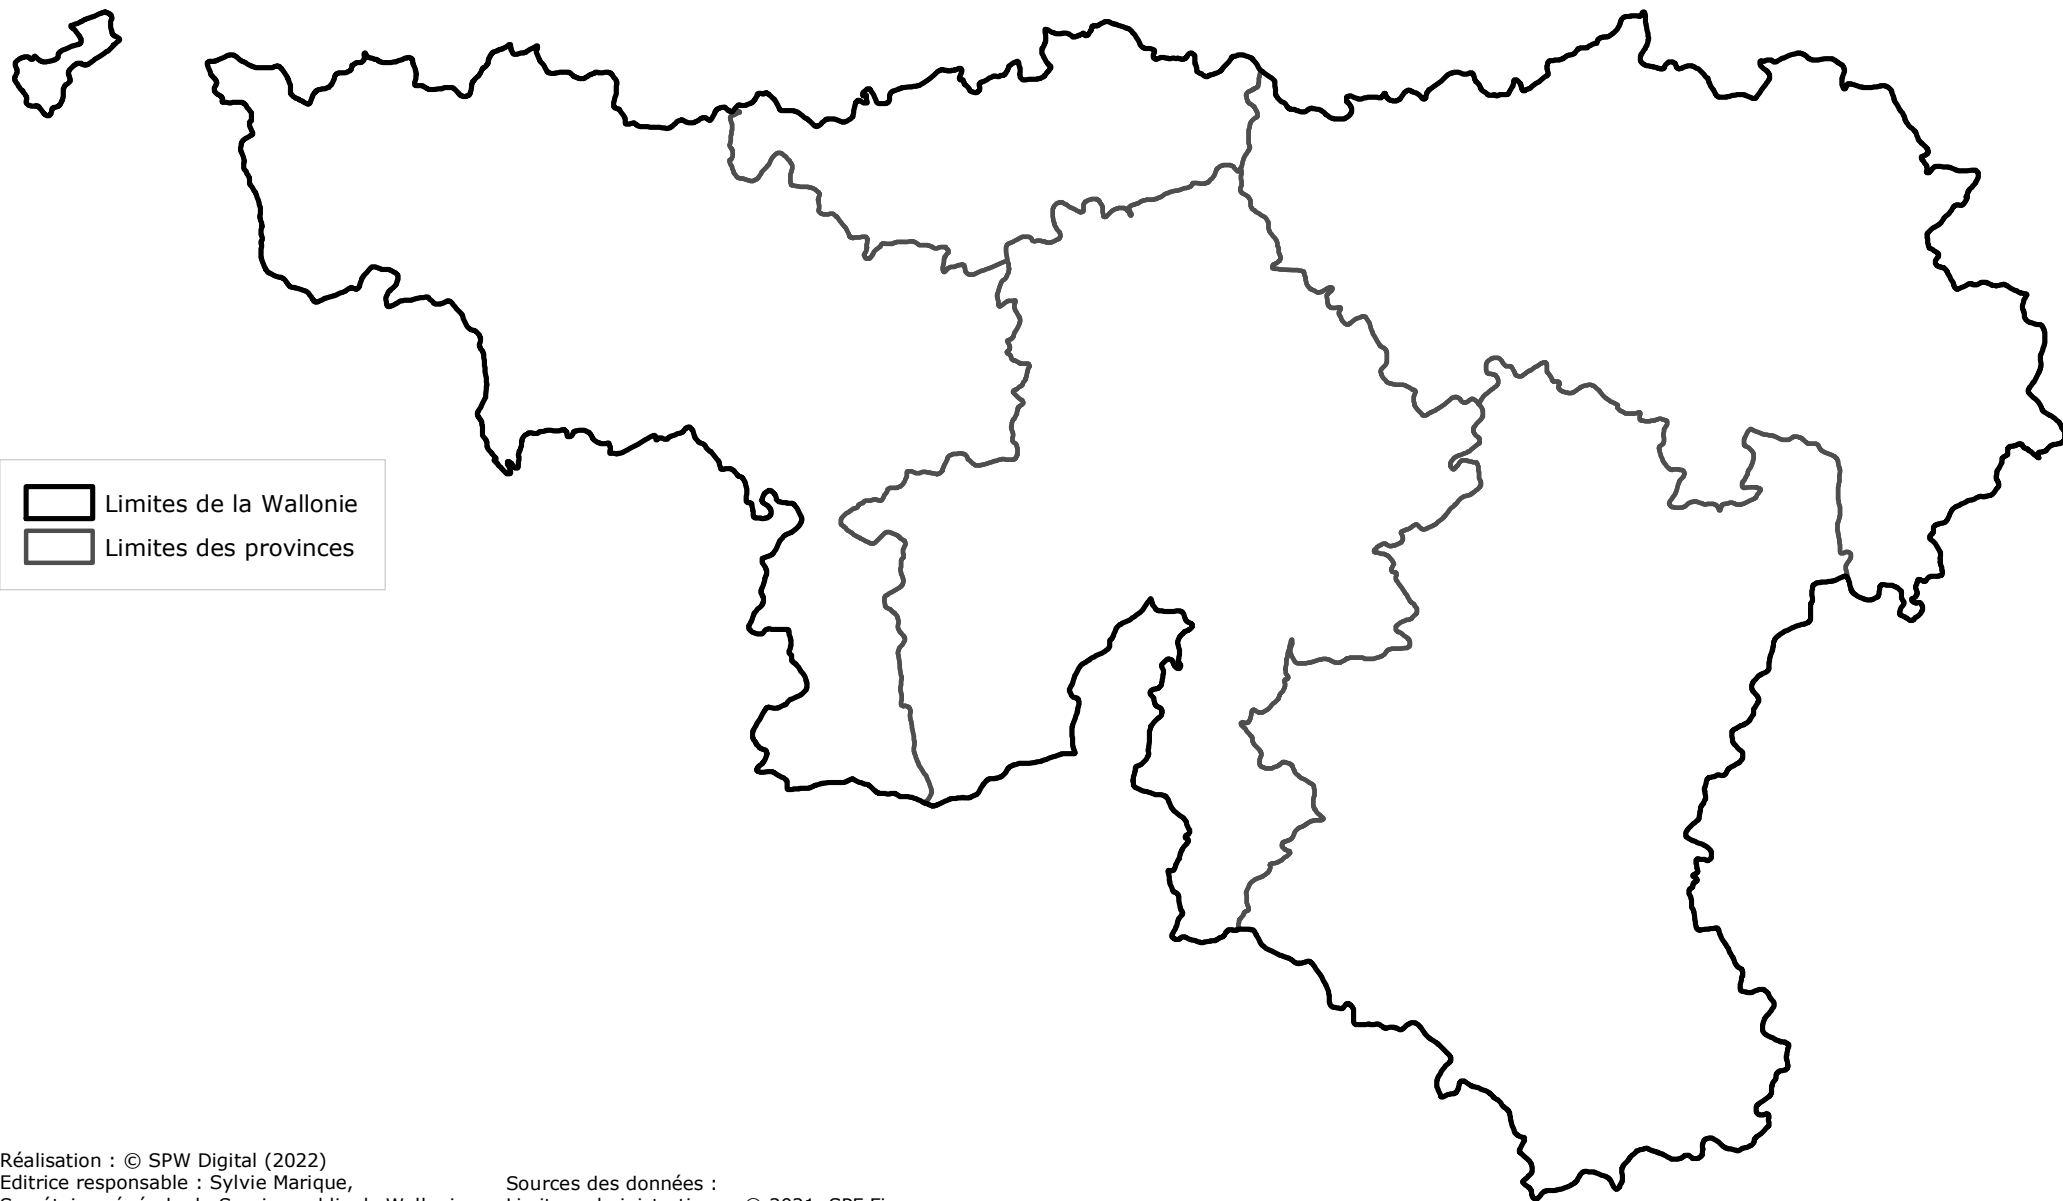 Limites de la Wallonie
Limites des provinces
Réalisation : © SPW Digital (2022)
Editrice responsable : Sylvie Marique,
Sources des données :